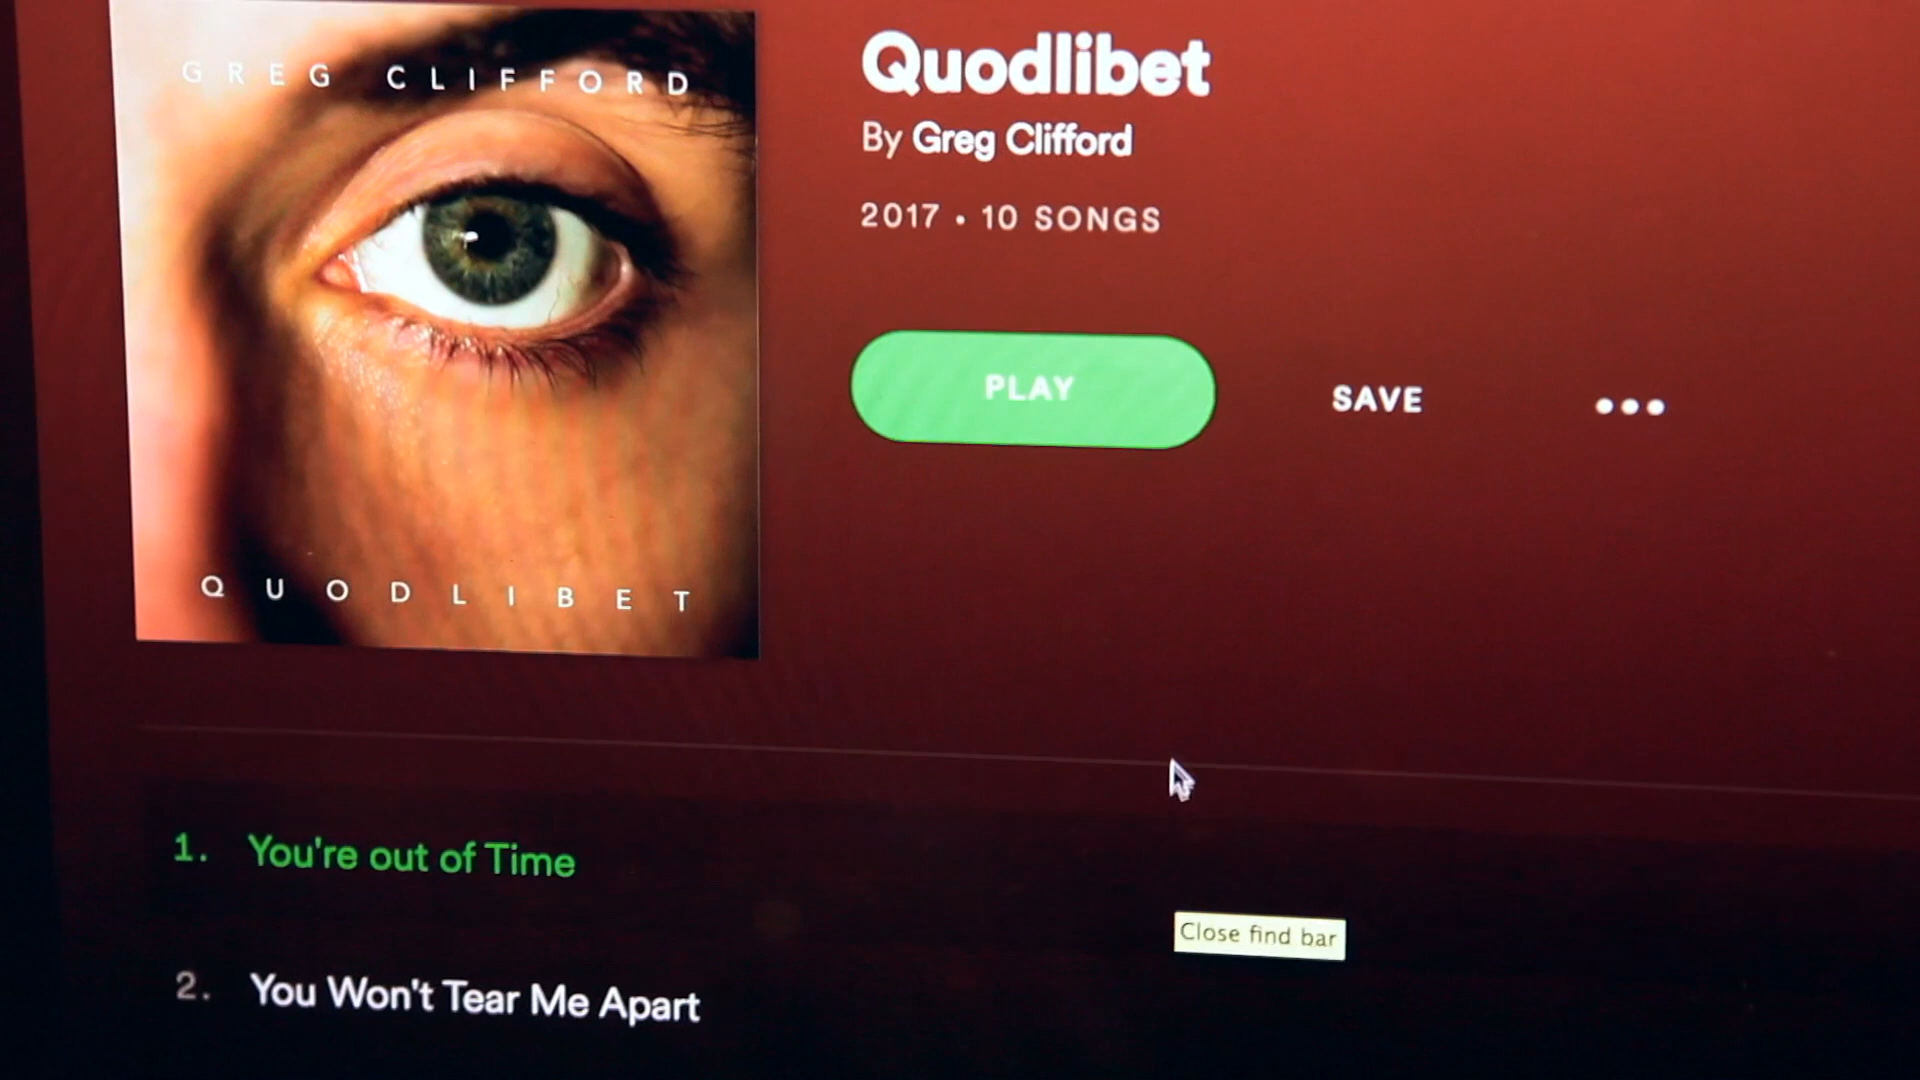 GREG CLIFFORD
QUODLIBET
Quodlibet
By Greg Clifford
2017 • 10 SONGS
PLAY
SAVE
1. You're out of Time
2. You Won't Tear Me Apart
Close find bar